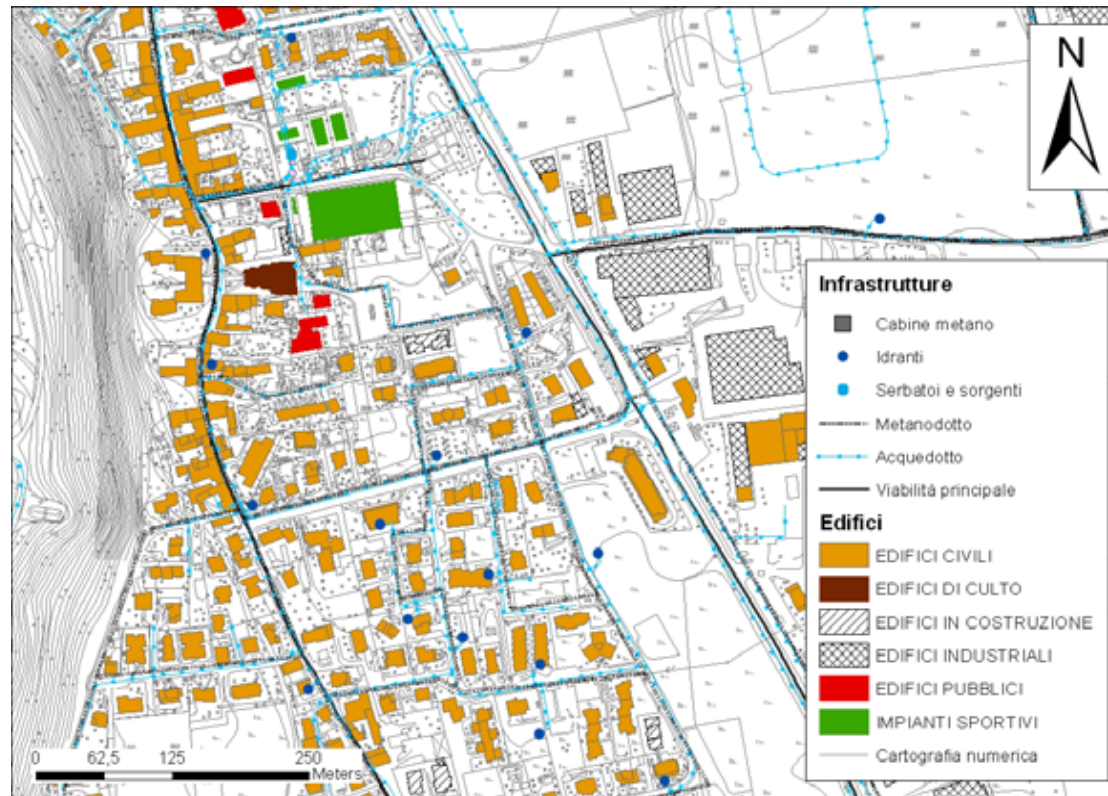 N
Infrastrutture
Cabine metano
Idranti
Serbatoi e sorgenti
Metanodotto
Acquedotto
Viabilità principale
Edifici
EDIFICI CIVILI
EDIFICI DI CULTO
EDIFICI IN COSTRUZIONE
EDIFICI INDUSTRIALI
EDIFICI PUBBLICI
IMPIANTI SPORTIVI
Cartografia numerica
0 62,5 125 250
Meters